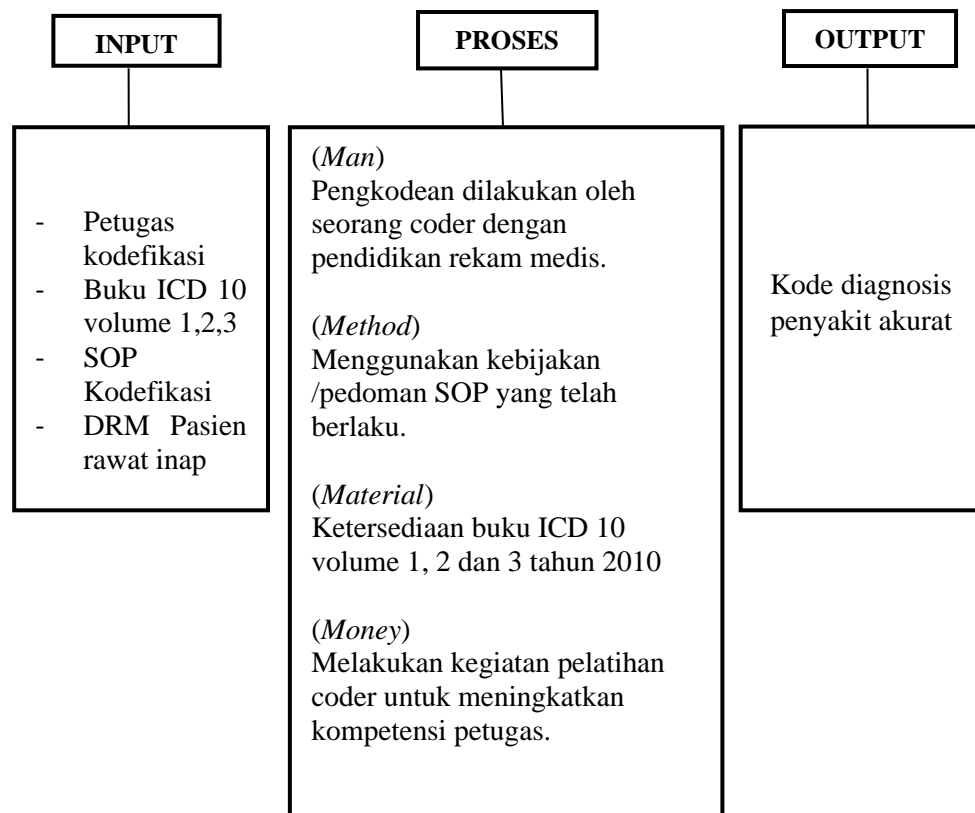 INPUT
- Petugas
kodefikasi
- Buku ICD 10
volume 1,2,3
- SOP
Kodefikasi
- DRM Pasien
rawat inap
PROSES
(Man)
Pengkodean dilakukan oleh
seorang coder dengan
pendidikan rekam medis.
(Method)
Menggunakan kebijakan
/pedoman SOP yang telah
berlaku.
(Material)
Ketersediaan buku ICD 10
volume 1, 2 dan 3 tahun 2010
(Money)
Melakukan kegiatan pelatihan
coder untuk meningkatkan
kompetensi petugas.
OUTPUT
Kode diagnosis
penyakit akurat